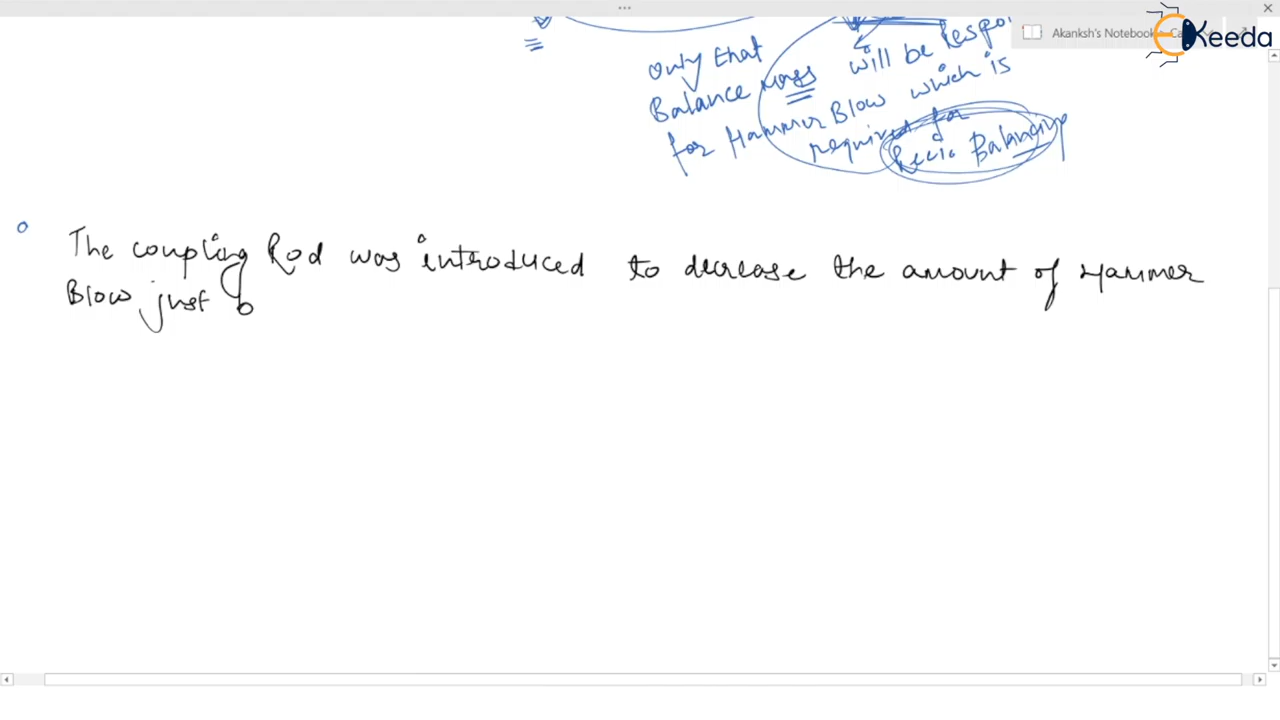 Akanksh's Notebook
Keeda
only that
Balance mass will be Respo
for Hammer Blow which is
required for
Recip. Balancing
The coupling Rod was introduced to decrease the amount of Hammer
Blow just b